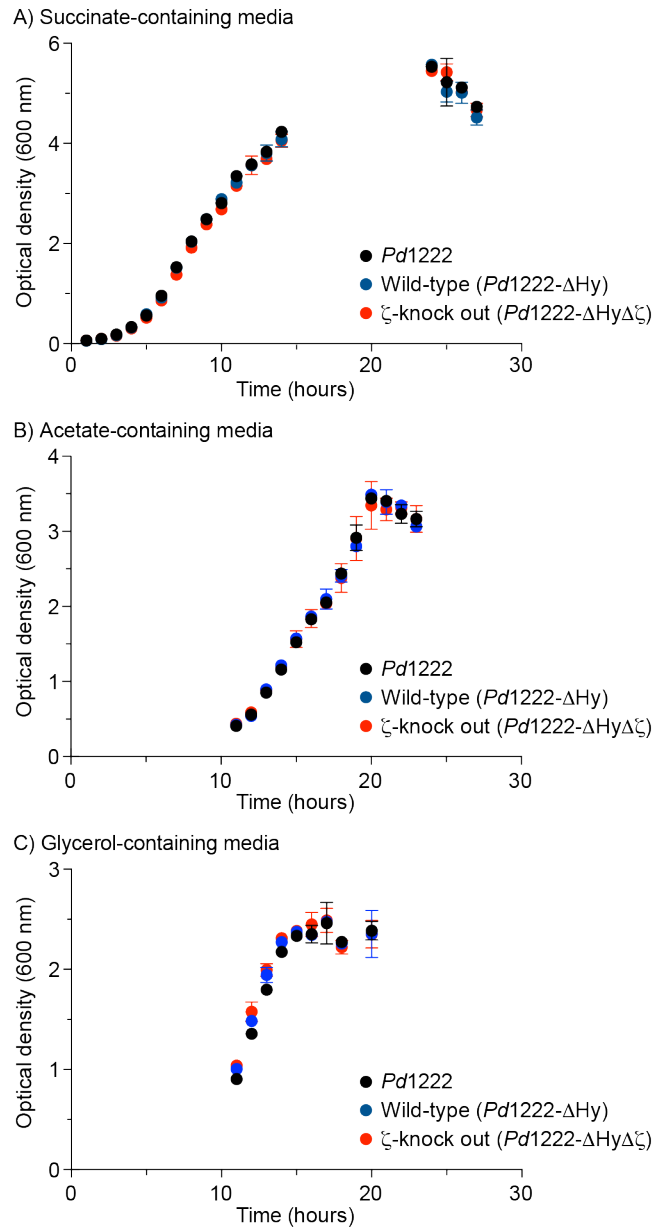 A) Succinate-containing media
6
4
2
0
Optical density (600 nm)
Pd1222
Wild-type (Pd1222-ΔHy)
ζ-knock out (Pd1222-ΔHyΔζ)
0 10 20 30
Time (hours)
B) Acetate-containing media
4
3
2
1
0
Optical density (600 nm)
Pd1222
Wild-type (Pd1222-ΔHy)
ζ-knock out (Pd1222-ΔHyΔζ)
0 10 20 30
Time (hours)
C) Glycerol-containing media
3
2
1
0
Optical density (600 nm)
Pd1222
Wild-type (Pd1222-ΔHy)
ζ-knock out (Pd1222-ΔHyΔζ)
0 10 20 30
Time (hours)